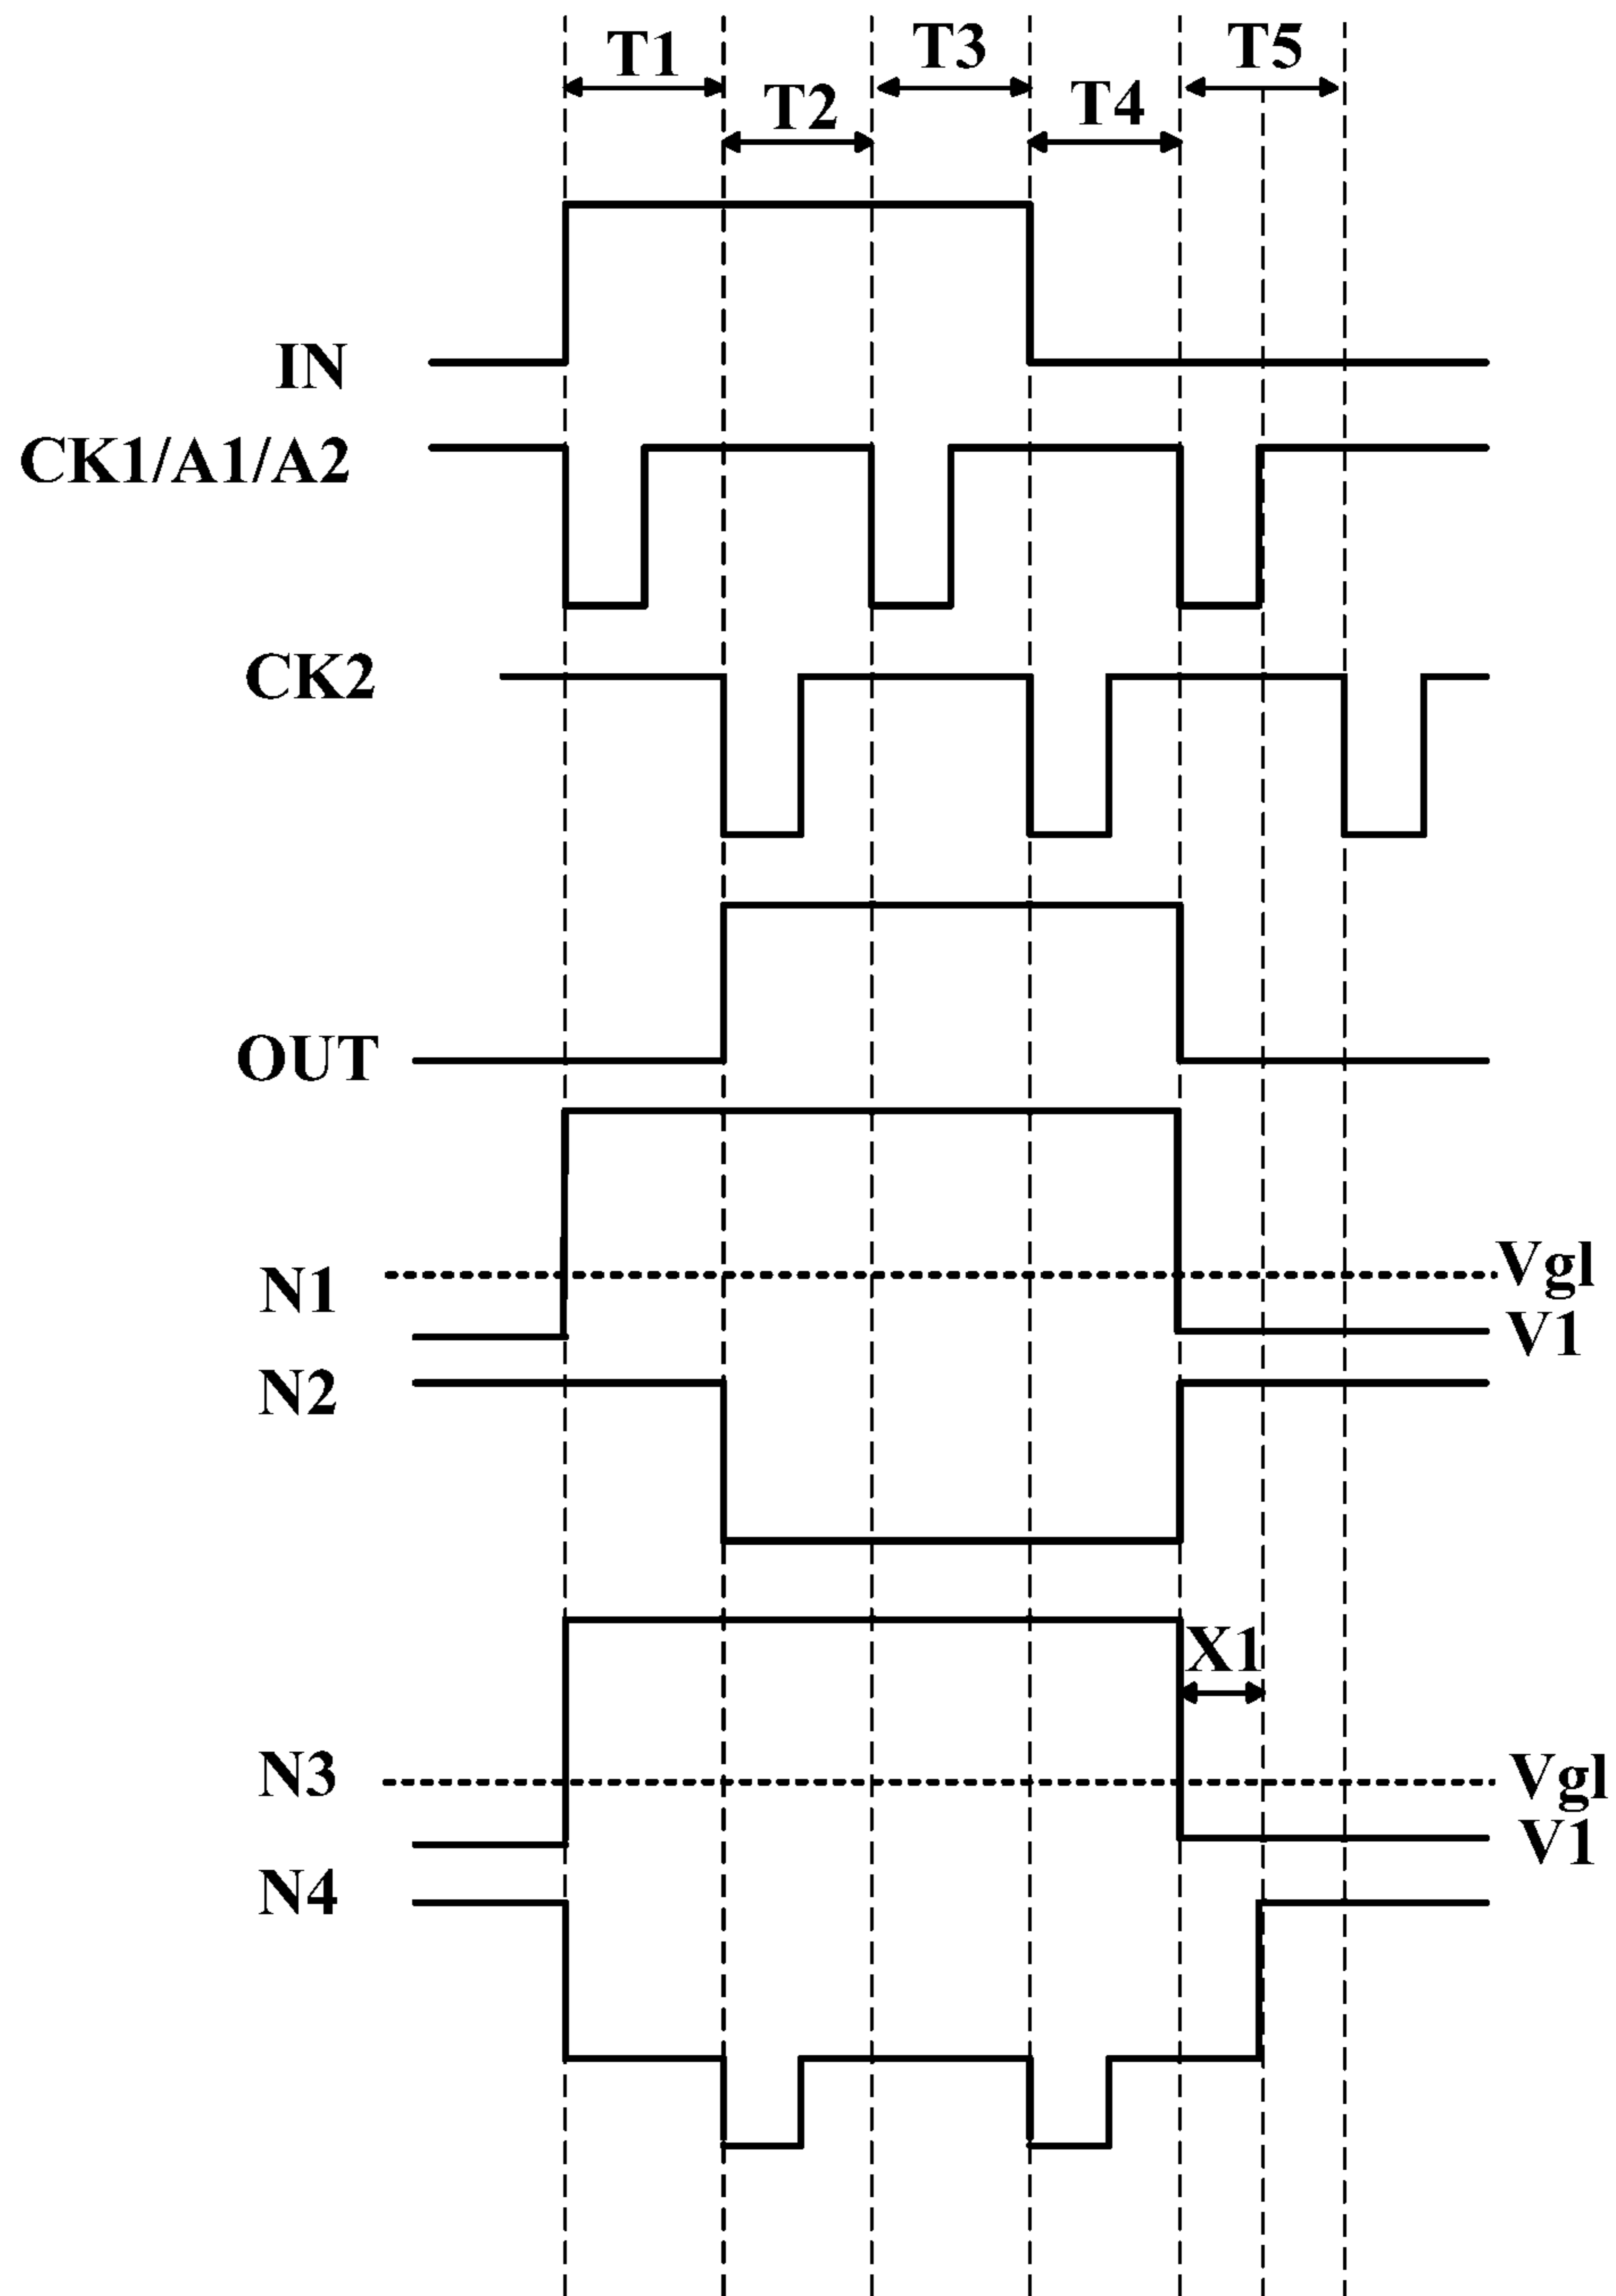 T1 T3 T5
T2 T4
IN
CK1/A1/A2
CK2
OUT
N1 Vgl
V1
N2
X1
N3 Vgl
V1
N4